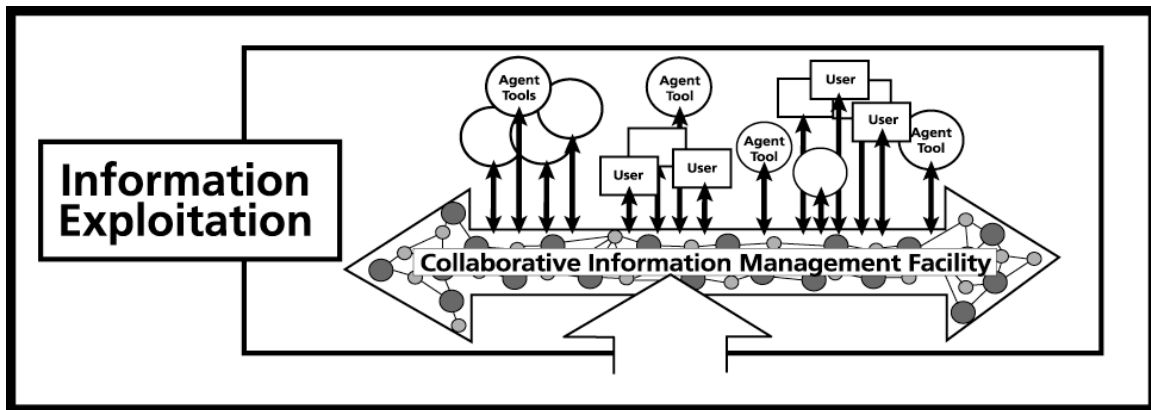 Information
Exploitation
Agent
Tools
Agent
Tool
User
User
Agent
Tool
User
User
Agent
Tool
Collaborative Information Management Facility